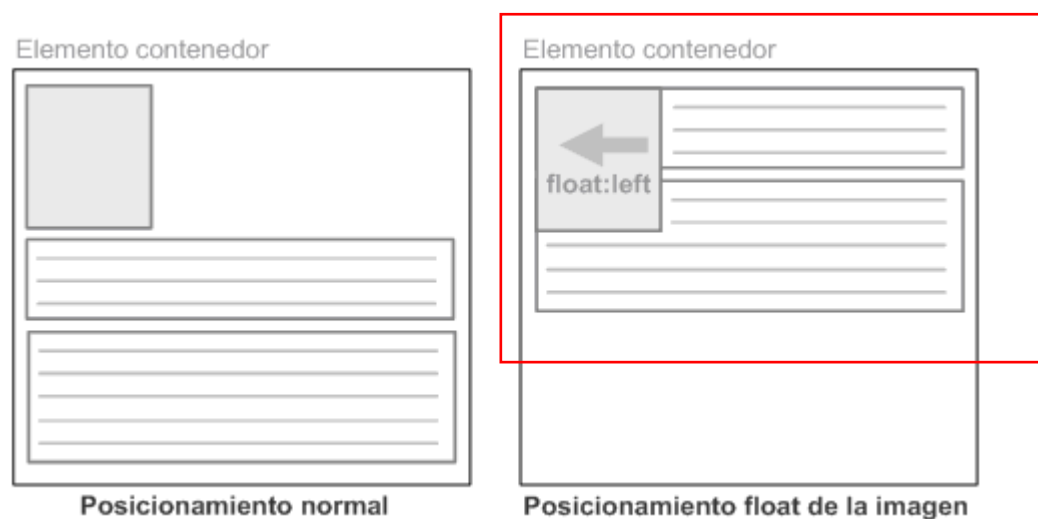 Elemento contenedor
Posicionamiento normal
Elemento contenedor
float:left
Posicionamiento float de la imagen